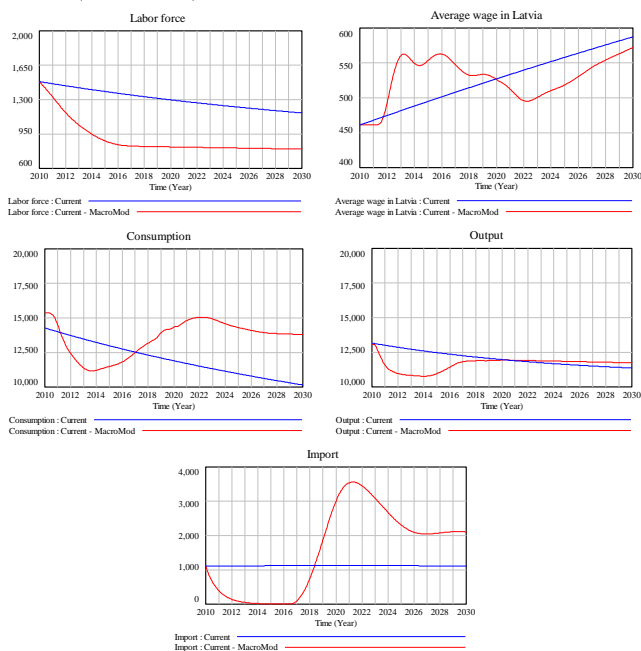 Labor force
2,000
1,650
1,300
950
600
2010 2012 2014 2016 2018 2020 2022 2024 2026 2028 2030
Time (Year)
Labor force : Current
Labor force : Current - MacroMod
Average wage in Latvia
600
550
500
450
400
2010 2012 2014 2016 2018 2020 2022 2024 2026 2028 2030
Time (Year)
Average wage in Latvia : Current
Average wage in Latvia : Current - MacroMod
Consumption
20,000
17,500
15,000
12,500
10,000
2010 2012 2014 2016 2018 2020 2022 2024 2026 2028 2030
Time (Year)
Consumption : Current
Consumption : Current - MacroMod
Output
20,000
17,500
15,000
12,500
10,000
2010 2012 2014 2016 2018 2020 2022 2024 2026 2028 2030
Time (Year)
Output : Current
Output : Current - MacroMod
Import
4,000
3,000
2,000
1,000
0
2010 2012 2014 2016 2018 2020 2022 2024 2026 2028 2030
Time (Year)
Import : Current
Import : Current - MacroMod